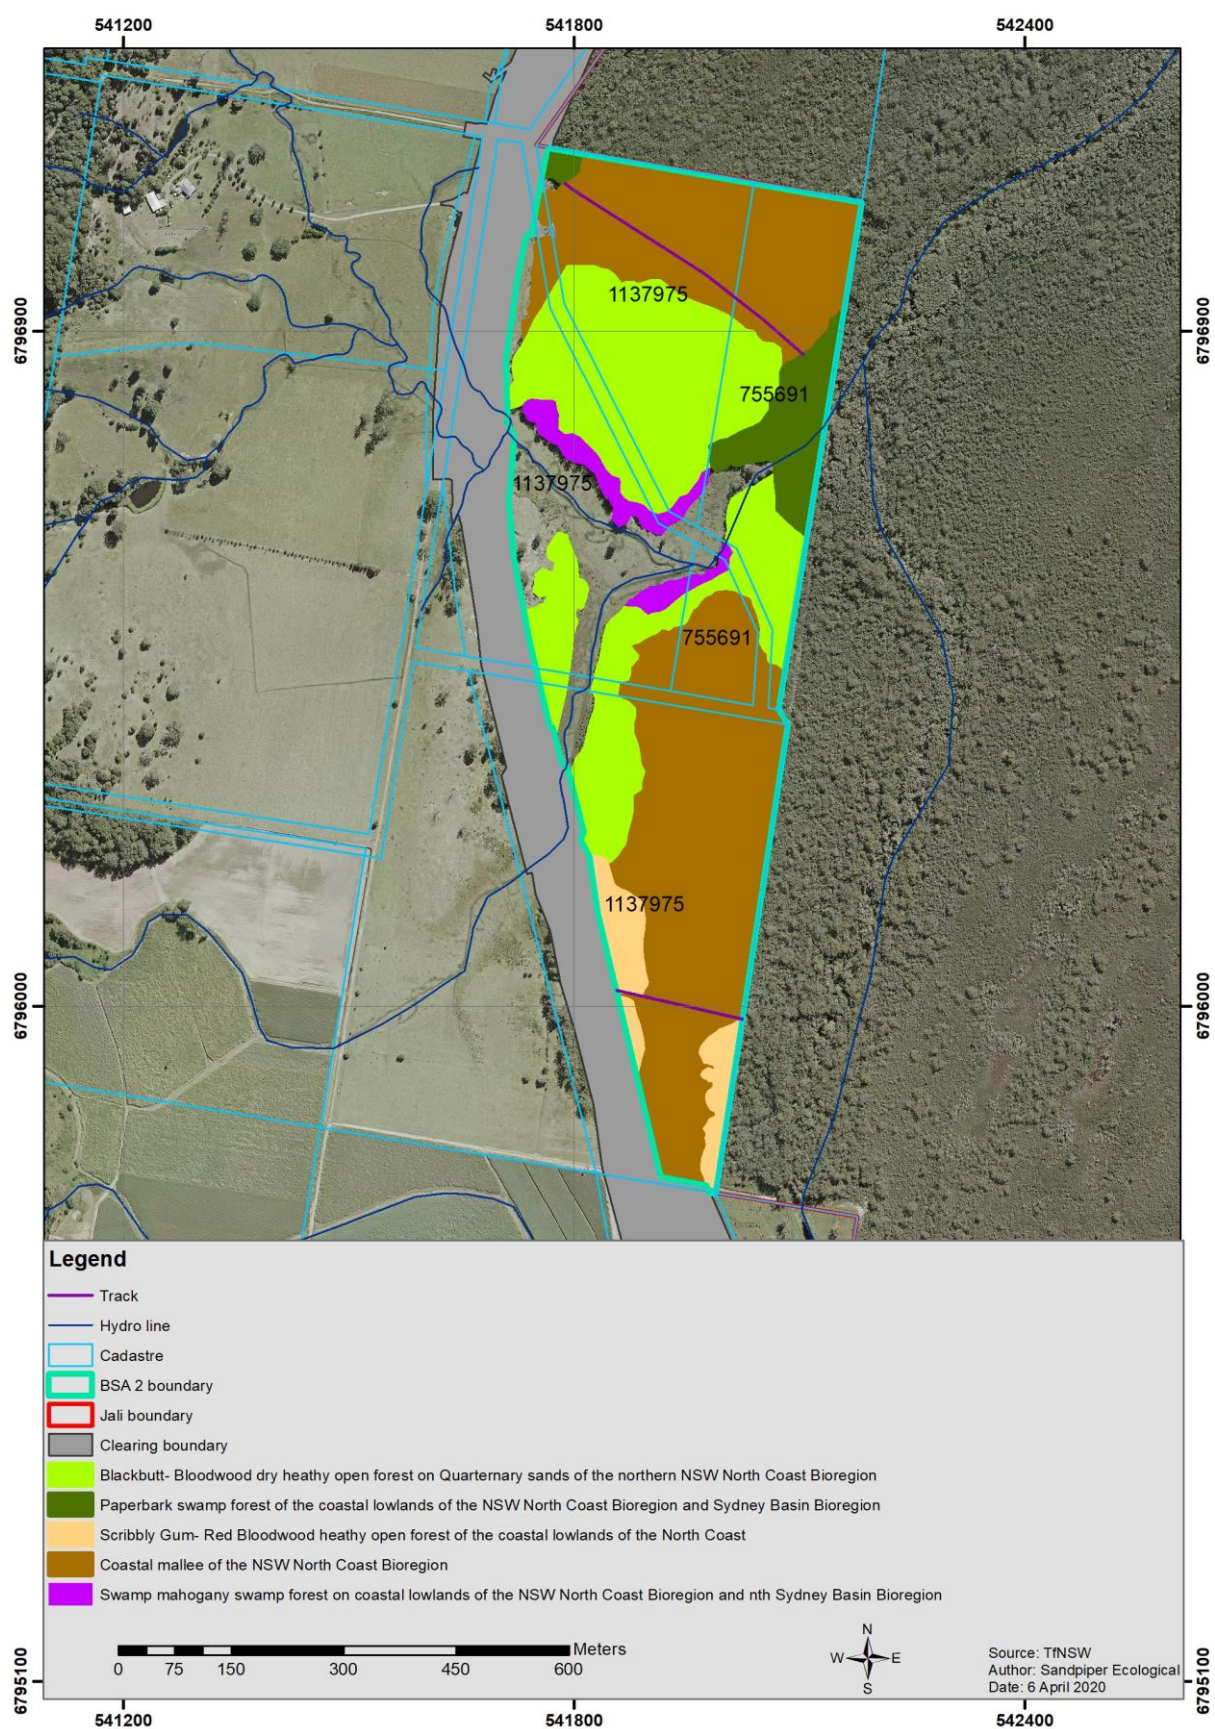 541200 541800 542400
1137975
6796900 6796900
755691
1137975
755691
1137975
6796000 6796000
Legend
Track
Hydro line
Cadastre
BSA 2 boundary
Jali boundary
Clearing boundary
Blackbutt- Bloodwood dry heathy open forest on Quarternary sands of the northern NSW North Coast Bioregion
Paperbark swamp forest of the coastal lowlands of the NSW North Coast Bioregion and Sydney Basin Bioregion
Scribbly Gum- Red Bloodwood heathy open forest of the coastal lowlands of the North Coast
Coastal mallee of the NSW North Coast Bioregion
Swamp mahogany swamp forest on coastal lowlands of the NSW North Coast Bioregion and nth Sydney Basin Bioregion
Meters
0 75 150 300 450 600
N
W E
S
Source: TfNSW
Author: Sandpiper Ecological
Date: 6 April 2020
6795100 6795100
541200 541800 542400